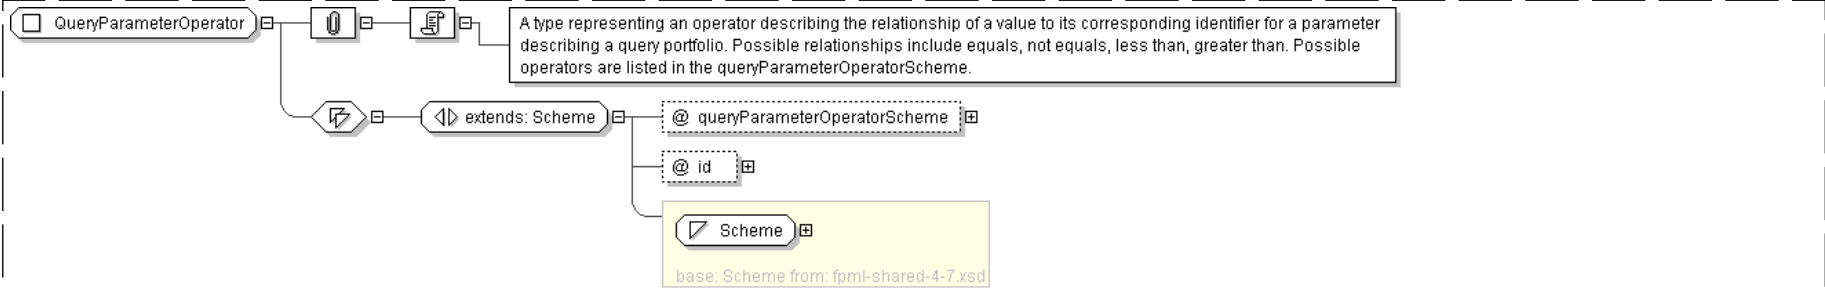 QueryParameterOperator
A type representing an operator describing the relationship of a value to its corresponding identifier for a parameter
describing a query portfolio. Possible relationships include equals, not equals, less than, greater than. Possible
operators are listed in the queryParameterOperatorScheme.
extends: Scheme
@ queryParameterOperatorScheme
@ id
Scheme
base: Scheme from: fpml-shared-4-7.xsd